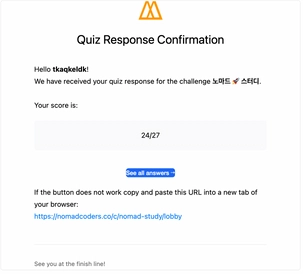 Quiz Response Confirmation
Hello tkaqkeldk!
We have received your quiz response for the challenge 노마드 🚀 스터디.
Your score is:
24/27
See all answers →
If the button does not work copy and paste this URL into a new tab of
your browser:
https://nomadcoders.co/c/nomad-study/lobby
See you at the finish line!